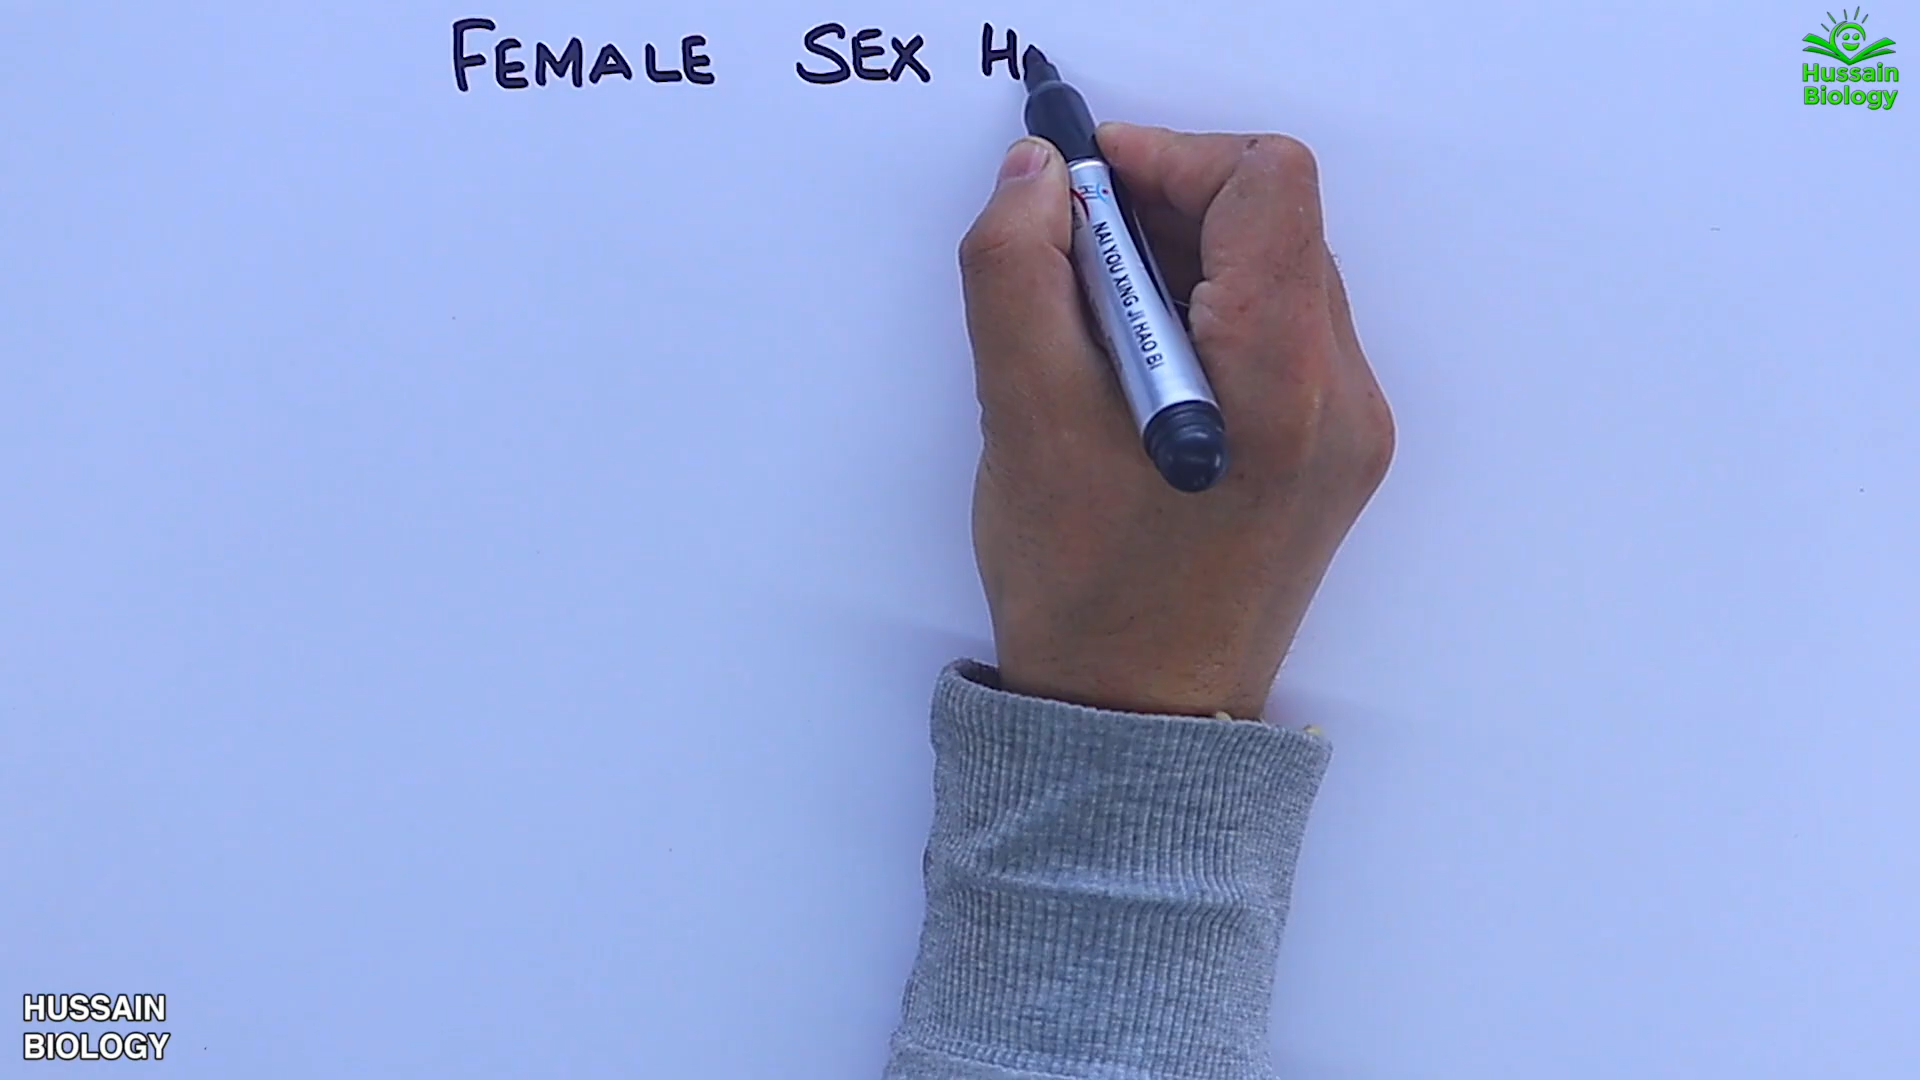 FEMALE SEX H
Hussain
Biology
NAI YOU XING JI HAO BI
HUSSAIN
BIOLOGY